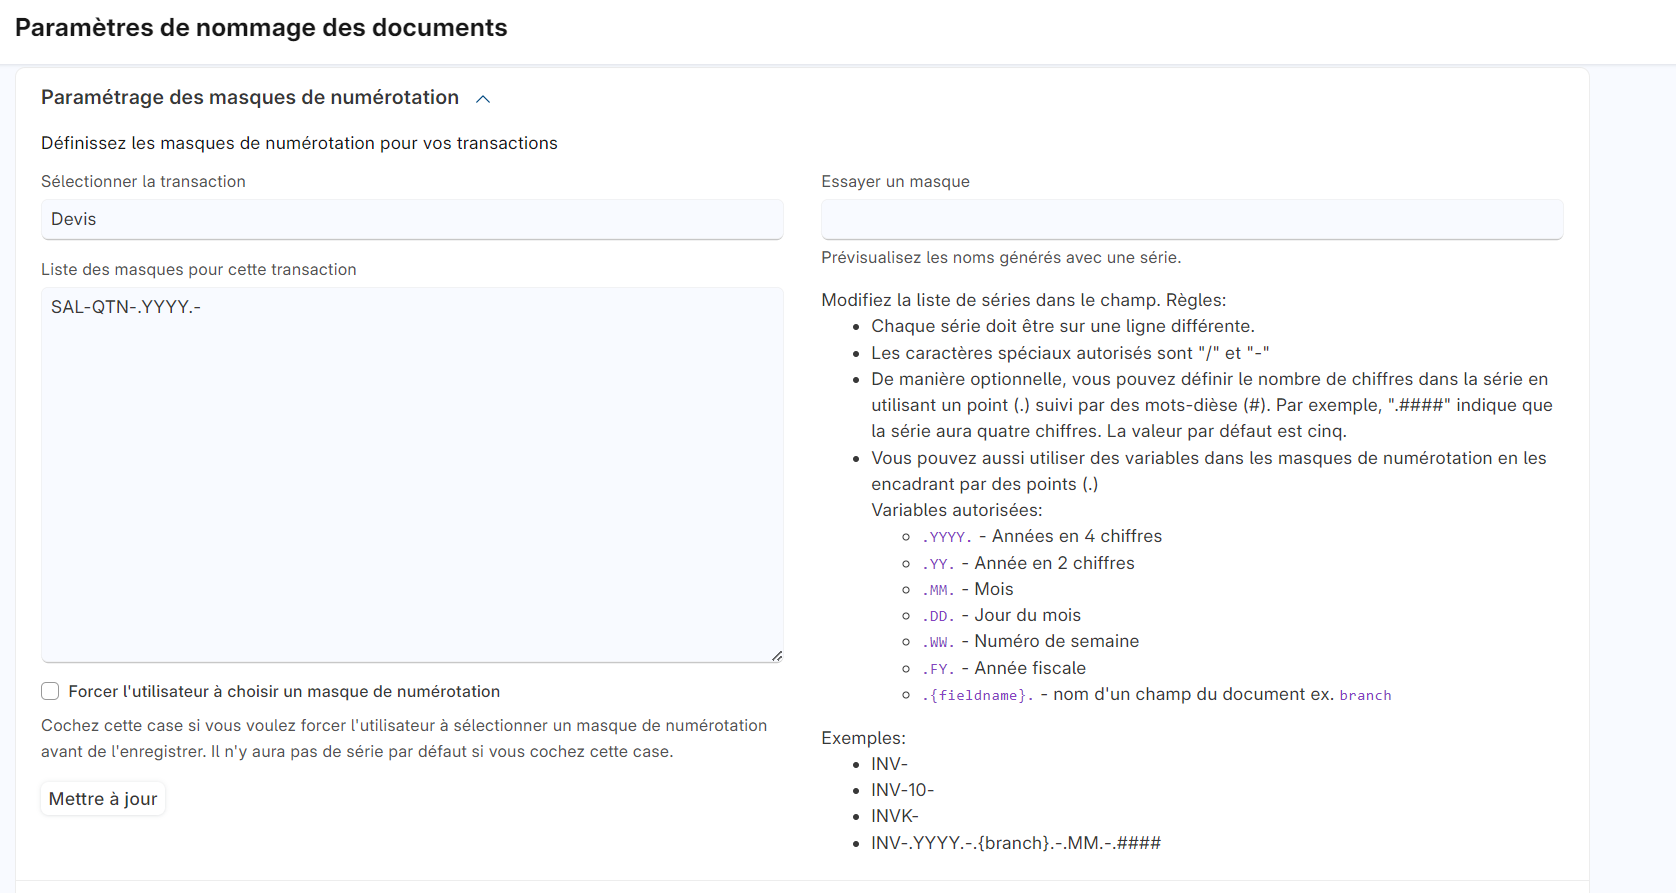 Paramètres de nommage des documents
Paramétrage des masques de numérotation
Définissez les masques de numérotation pour vos transactions
Sélectionner la transaction
Devis
Liste des masques pour cette transaction
SAL-QTN-.YYYY.-
Forcer l'utilisateur à choisir un masque de numérotation
Cochez cette case si vous voulez forcer l'utilisateur à sélectionner un masque de numérotation
avant de l'enregistrer. Il n'y aura pas de série par défaut si vous cochez cette case.
Mettre à jour
Essayer un masque
Prévisualisez les noms générés avec une série.
Modifiez la liste de séries dans le champ. Règles:
• Chaque série doit être sur une ligne différente.
• Les caractères spéciaux autorisés sont "/" et "-"
• De manière optionnelle, vous pouvez définir le nombre de chiffres dans la série en
utilisant un point (.) suivi par des mots-dièse (#). Par exemple, ".####" indique que
la série aura quatre chiffres. La valeur par défaut est cinq.
• Vous pouvez aussi utiliser des variables dans les masques de numérotation en les
encadrant par des points (.)
Variables autorisées:
◦ .YYYY. - Années en 4 chiffres
◦ .YY. - Année en 2 chiffres
◦ .MM. - Mois
◦ .DD. - Jour du mois
◦ .WW. - Numéro de semaine
◦ .FY. - Année fiscale
◦ .{fieldname}. - nom d'un champ du document ex. branch
Exemples:
• INV-
• INV-10-
• INVK-
• INV-.YYYY.-.{branch}.-.MM.-.####